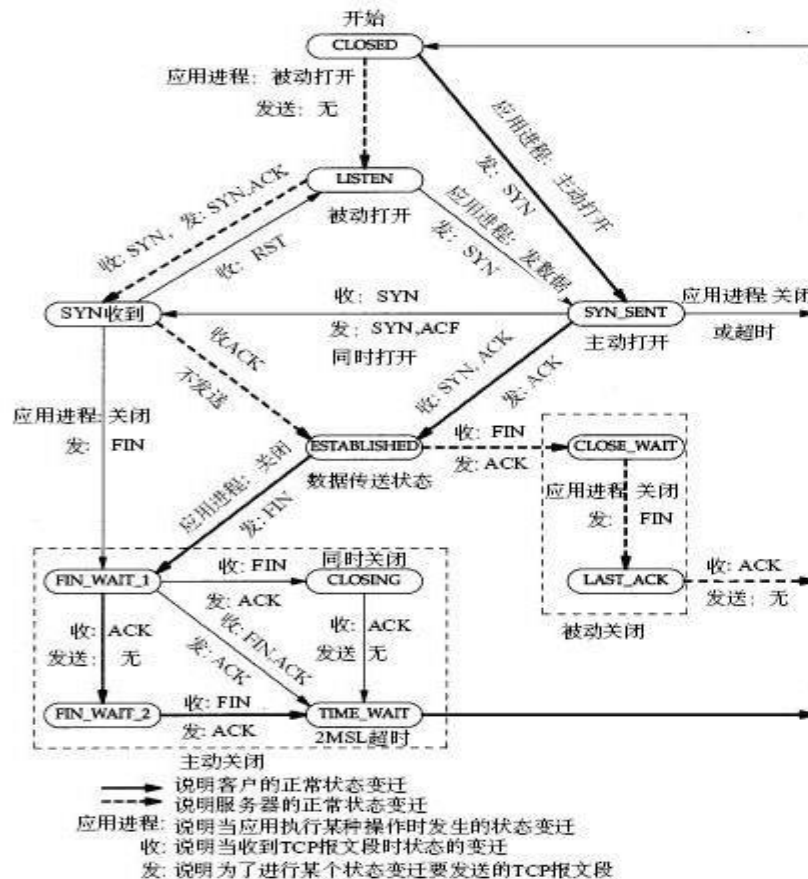 开始
CLOSED
应用进程: 被动打开
发送: 无
应用进程: 主动打开
发: SYN
LISTEN
被动打开
收: SYN, 发: SYN,ACK
收: RST
应用进程: 发数据
发: SYN
SYN收到
收: SYN
发: SYN,ACF
同时打开
SYN_SENT
主动打开
应用进程: 关闭
或超时
收ACK
不发送
收: SYN, ACK
发: ACK
应用进程: 关闭
发: FIN
ESTABLISHED
数据传送状态
收: FIN
发: ACK
CLOSE_WAIT
应用进程: 关闭
发: FIN
应用进程: 关闭
发: FIN
LAST_ACK
收: ACK
发送: 无
被动关闭
FIN_WAIT_1
收: FIN
发: ACK
同时关闭
CLOSING
收: ACK
发送: 无
收: FIN,ACK
发: ACK
收: ACK
发送: 无
FIN_WAIT_2
收: FIN
发: ACK
TIME_WAIT
2MSL超时
主动关闭
说明客户的正常状态变迁
说明服务器的正常状态变迁
应用进程: 说明当应用执行某种操作时发生的状态变迁
收: 说明当收到TCP报文段时状态的变迁
发: 说明为了进行某个状态变迁要发送的TCP报文段